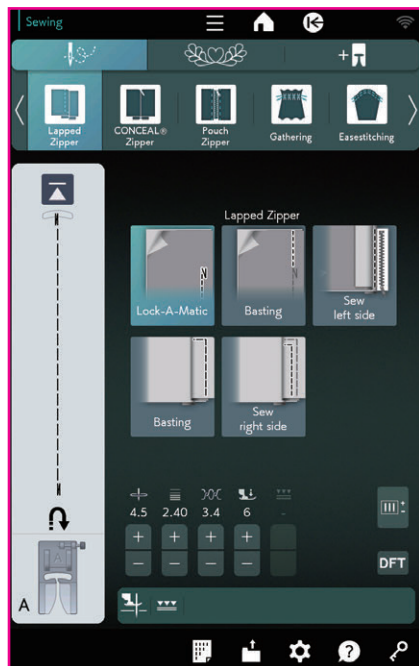 Sewing
Lapped
Zipper
CONCEAL®
Zipper
Pouch
Zipper
Gathering
Easestitching
Lapped Zipper
Lock-A-Matic
Basting
Sew
left side
Basting
Sew
right side
4.5 2.40 3.4 6 -
+ + + +
− − − −
DFT
A
A